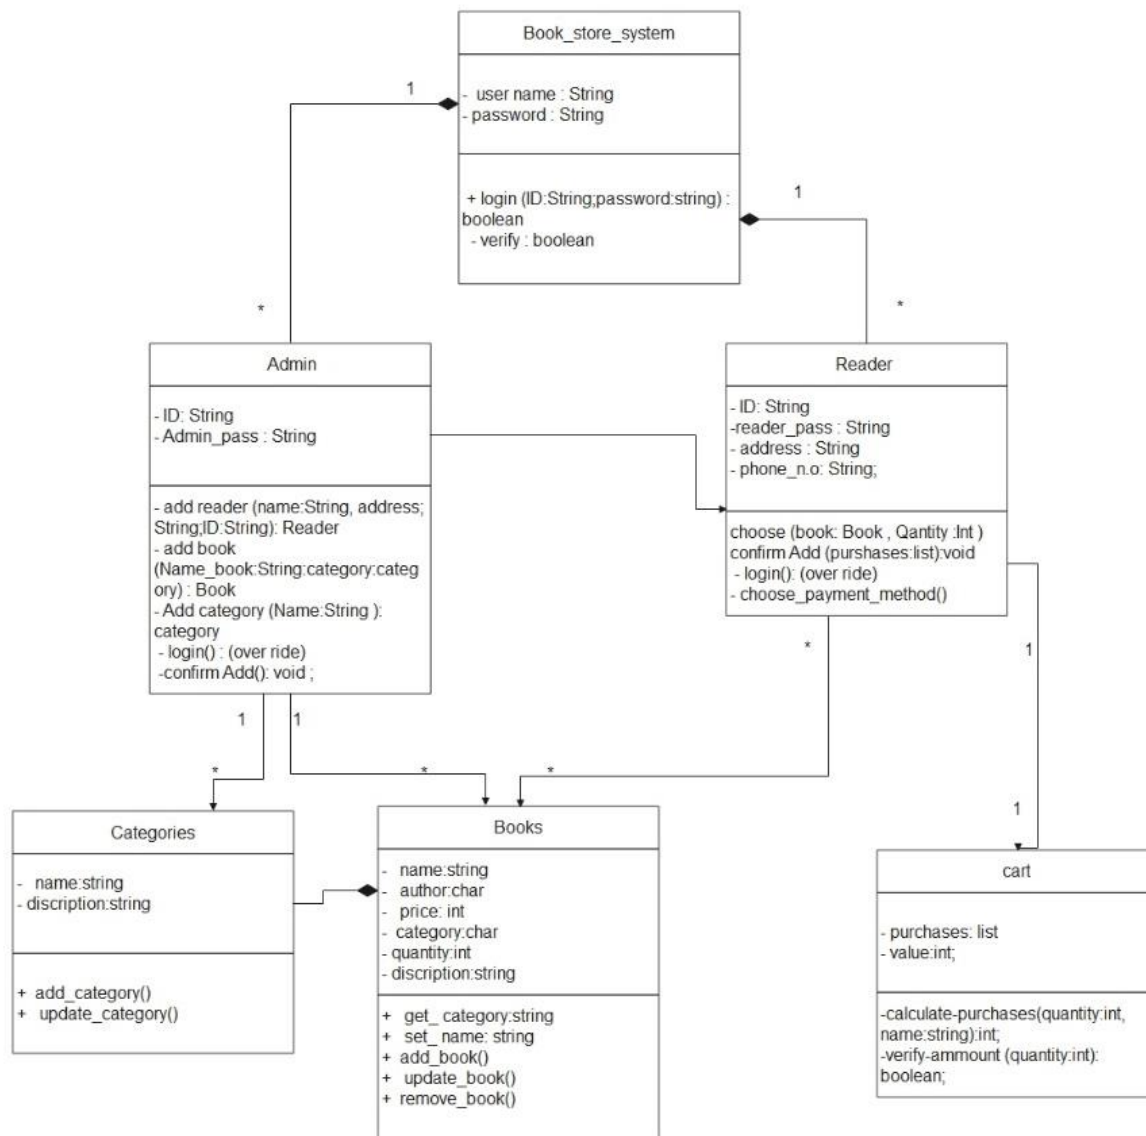 Book_store_system
- user name : String
- password : String
+ login (ID:String;password:string) :
boolean
- verify : boolean
1
*
1
*
Admin
- ID: String
- Admin_pass : String
- add reader (name:String, address;
String;ID:String): Reader
- add book
(Name_book:String:category:categ
ory) : Book
- Add category (Name:String ):
category
- login() : (over ride)
-confirm Add(): void ;
Reader
- ID: String
-reader_pass : String
- address : String
- phone_n.o: String;
choose (book: Book , Qantity :Int )
confirm Add (purshases:list):void
- login(): (over ride)
- choose_payment_method()
1
*
1
*
*
*
1
1
Categories
- name:string
- discription:string
+ add_category()
+ update_category()
Books
- name:string
- author:char
- price: int
- category:char
- quantity:int
- discription:string
+ get_ category:string
+ set_ name: string
+ add_book()
+ update_book()
+ remove_book()
cart
- purchases: list
- value:int;
-calculate-purchases(quantity:int,
name:string):int;
-verify-ammount (quantity:int):
boolean;